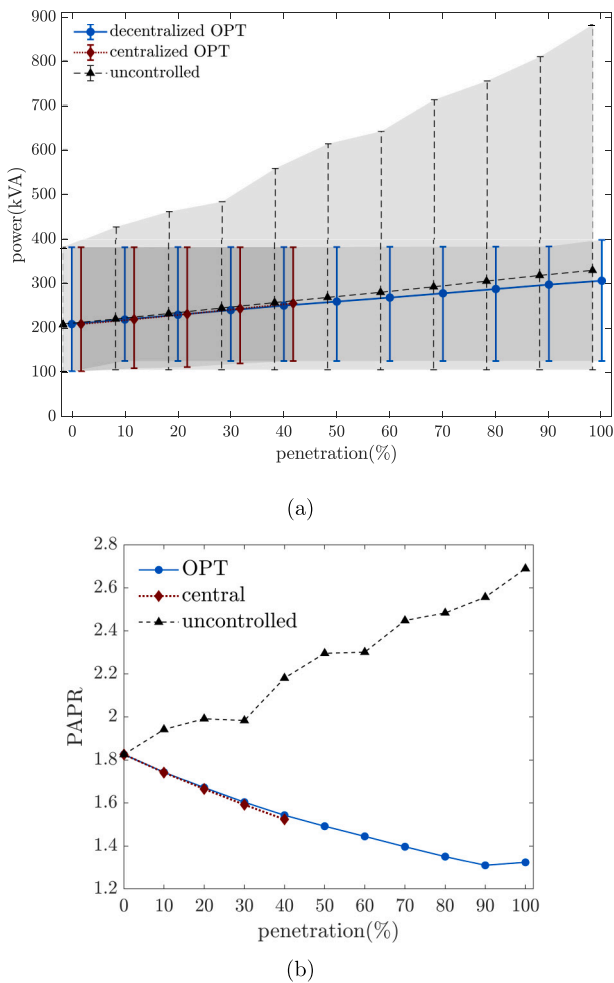 900
800
700
600
500
400
300
200
100
0
power(kVA)
decentralized OPT
centralized OPT
uncontrolled
0 10 20 30 40 50 60 70 80 90 100
penetration(%)
(a)
2.8
2.6
2.4
2.2
2
1.8
1.6
1.4
1.2
PAPR
OPT
central
uncontrolled
0 10 20 30 40 50 60 70 80 90 100
penetration(%)
(b)